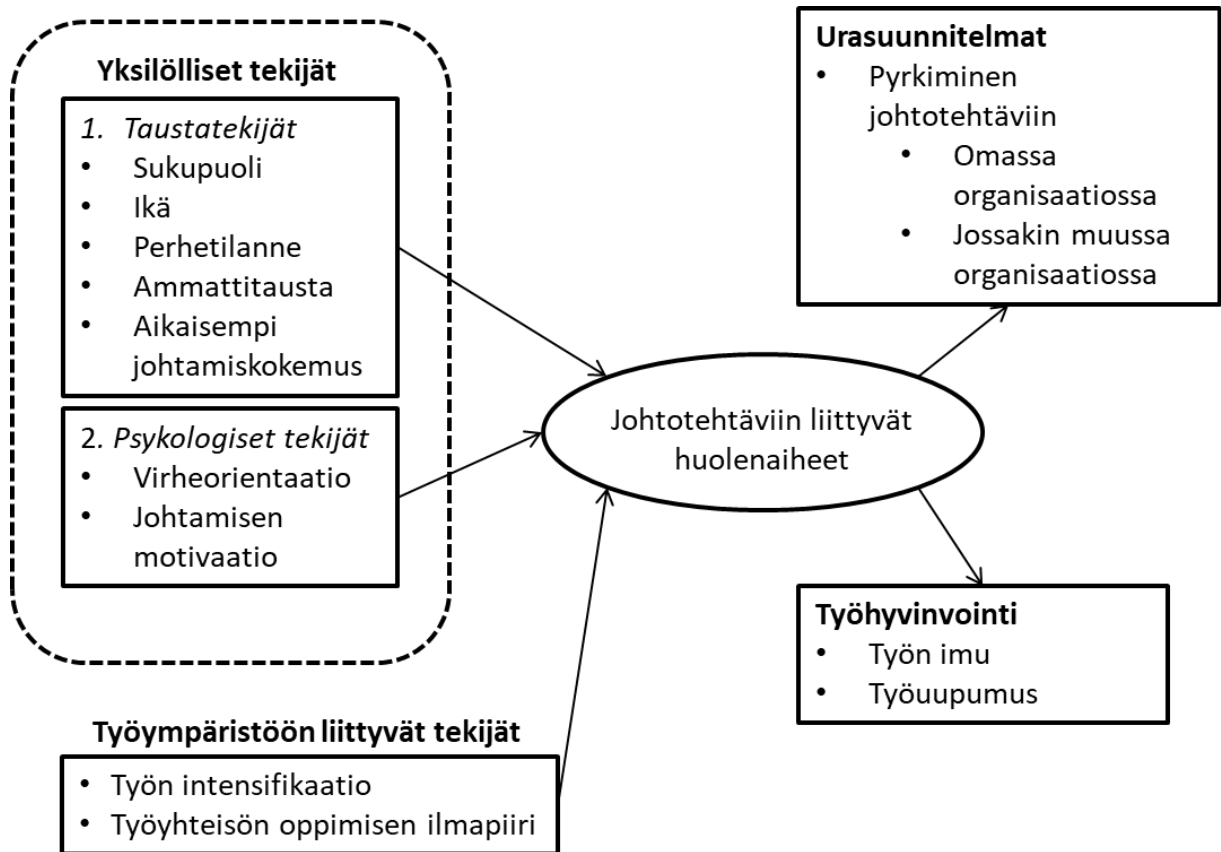 Yksilölliset tekijät
1. Taustatekijät
• Sukupuoli
• Ikä
• Perhetilanne
• Ammattitausta
• Aikaisempi
johtamiskokemus
2. Psykologiset tekijät
• Virheorientaatio
• Johtamisen
motivaatio
Työympäristöön liittyvät tekijät
• Työn intensifikaatio
• Työyhteisön oppimisen ilmapiiri
Johtotehtäviin liittyvät
huolenaiheet
Urasuunnitelmat
• Pyrkiminen
johtotehtäviin
• Omassa
organisaatiossa
• Jossakin muussa
organisaatiossa
Työhyvinvointi
• Työn imu
• Työuupumus